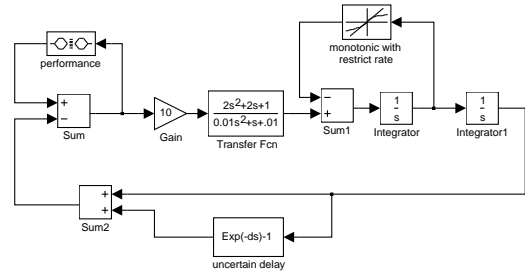 performance
monotonic with
restrict rate
+
−
Sum
10
Gain
2s²+2s+1
0.01s²+s+.01
Transfer Fcn
−
+
Sum1
1
s
Integrator
1
s
Integrator1
+
+
Sum2
Exp(-ds)-1
uncertain delay